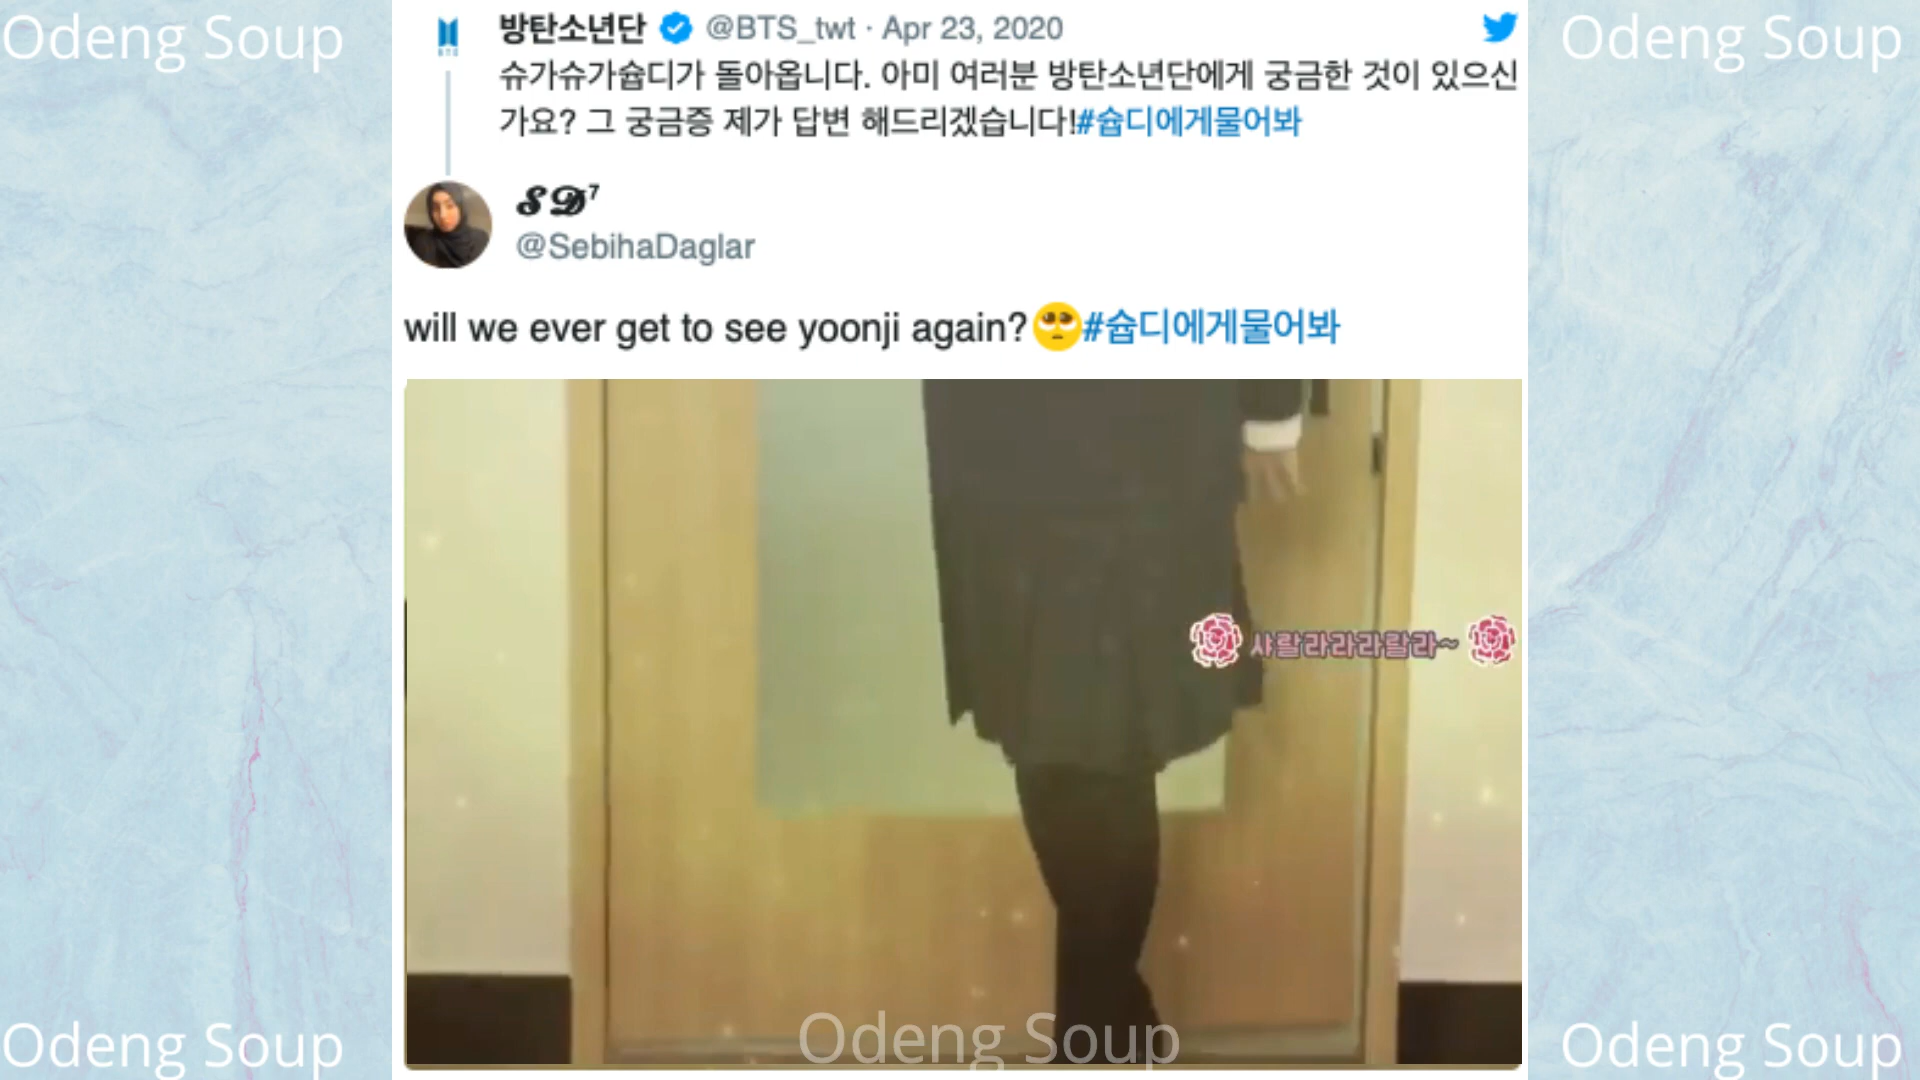 Odeng Soup
Odeng Soup
BTS
방탄소년단 @BTS_twt · Apr 23, 2020
슈가슈가슙디가 돌아옵니다. 아미 여러분 방탄소년단에게 궁금한 것이 있으신
가요? 그 궁금증 제가 답변 해드리겠습니다!#슙디에게물어봐
𝓢𝓓⁷
@SebihaDaglar
will we ever get to see yoonji again?🥺#슙디에게물어봐
샤랄라라라랄라~
Odeng Soup
Odeng Soup
Odeng Soup